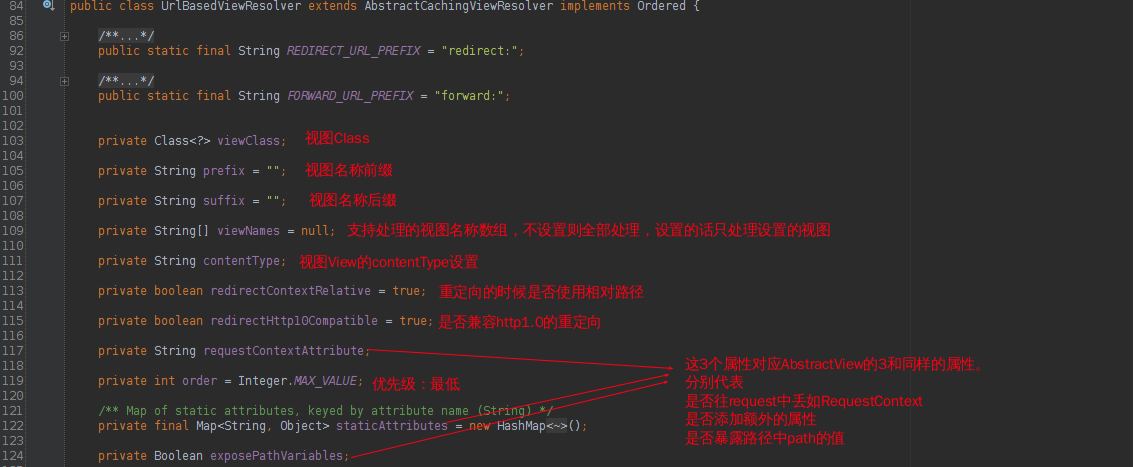 84 public class UrlBasedViewResolver extends AbstractCachingViewResolver implements Ordered {
85
86 /**...*/
92 public static final String REDIRECT_URL_PREFIX = "redirect:";
93
94 /**...*/
100 public static final String FORWARD_URL_PREFIX = "forward:";
101
102
103 private Class<?> viewClass; 视图Class
104
105 private String prefix = ""; 视图名称前缀
106
107 private String suffix = ""; 视图名称后缀
108
109 private String[] viewNames = null; 支持处理的视图名称数组，不设置则全部处理，设置的话只处理设置的视图
110
111 private String contentType; 视图View的contentType设置
112
113 private boolean redirectContextRelative = true; 重定向的时候是否使用相对路径
114
115 private boolean redirectHttp10Compatible = true; 是否兼容http1.0的重定向
116
117 private String requestContextAttribute;
118
119 private int order = Integer.MAX_VALUE; 优先级：最低
120
121 /** Map of static attributes, keyed by attribute name (String) */
122 private final Map<String, Object> staticAttributes = new HashMap<~>();
123
124 private Boolean exposePathVariables;
这3个属性对应AbstractView的3和同样的属性。
分别代表
是否往request中丢如RequestContext
是否添加额外的属性
是否暴露路径中path的值